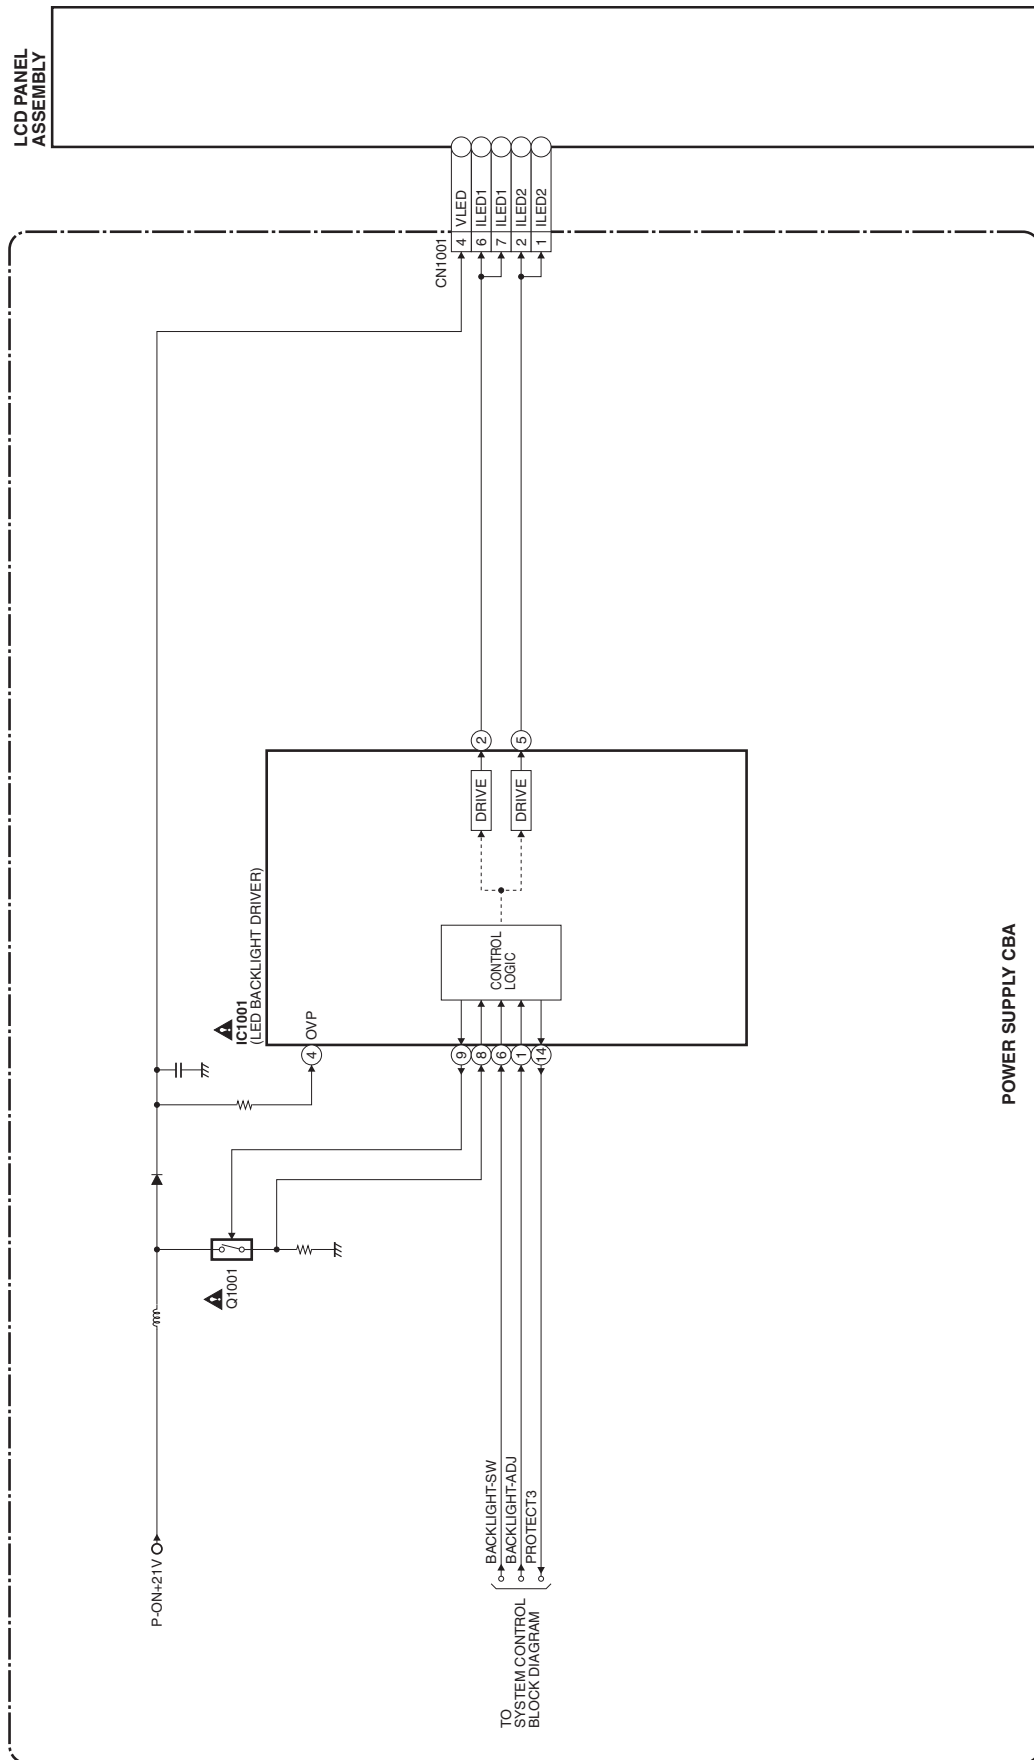 LCD PANEL
ASSEMBLY
CN1001
4 VLED
6 ILED1
7 ILED1
2 ILED2
1 ILED2
IC1001
(LED BACKLIGHT DRIVER)
4 OVP
9
8
6
1
14
CONTROL
LOGIC
DRIVE
DRIVE
2
5
Q1001
P-ON+21V
BACKLIGHT-SW
BACKLIGHT-ADJ
PROTECT3
TO
SYSTEM CONTROL
BLOCK DIAGRAM
POWER SUPPLY CBA